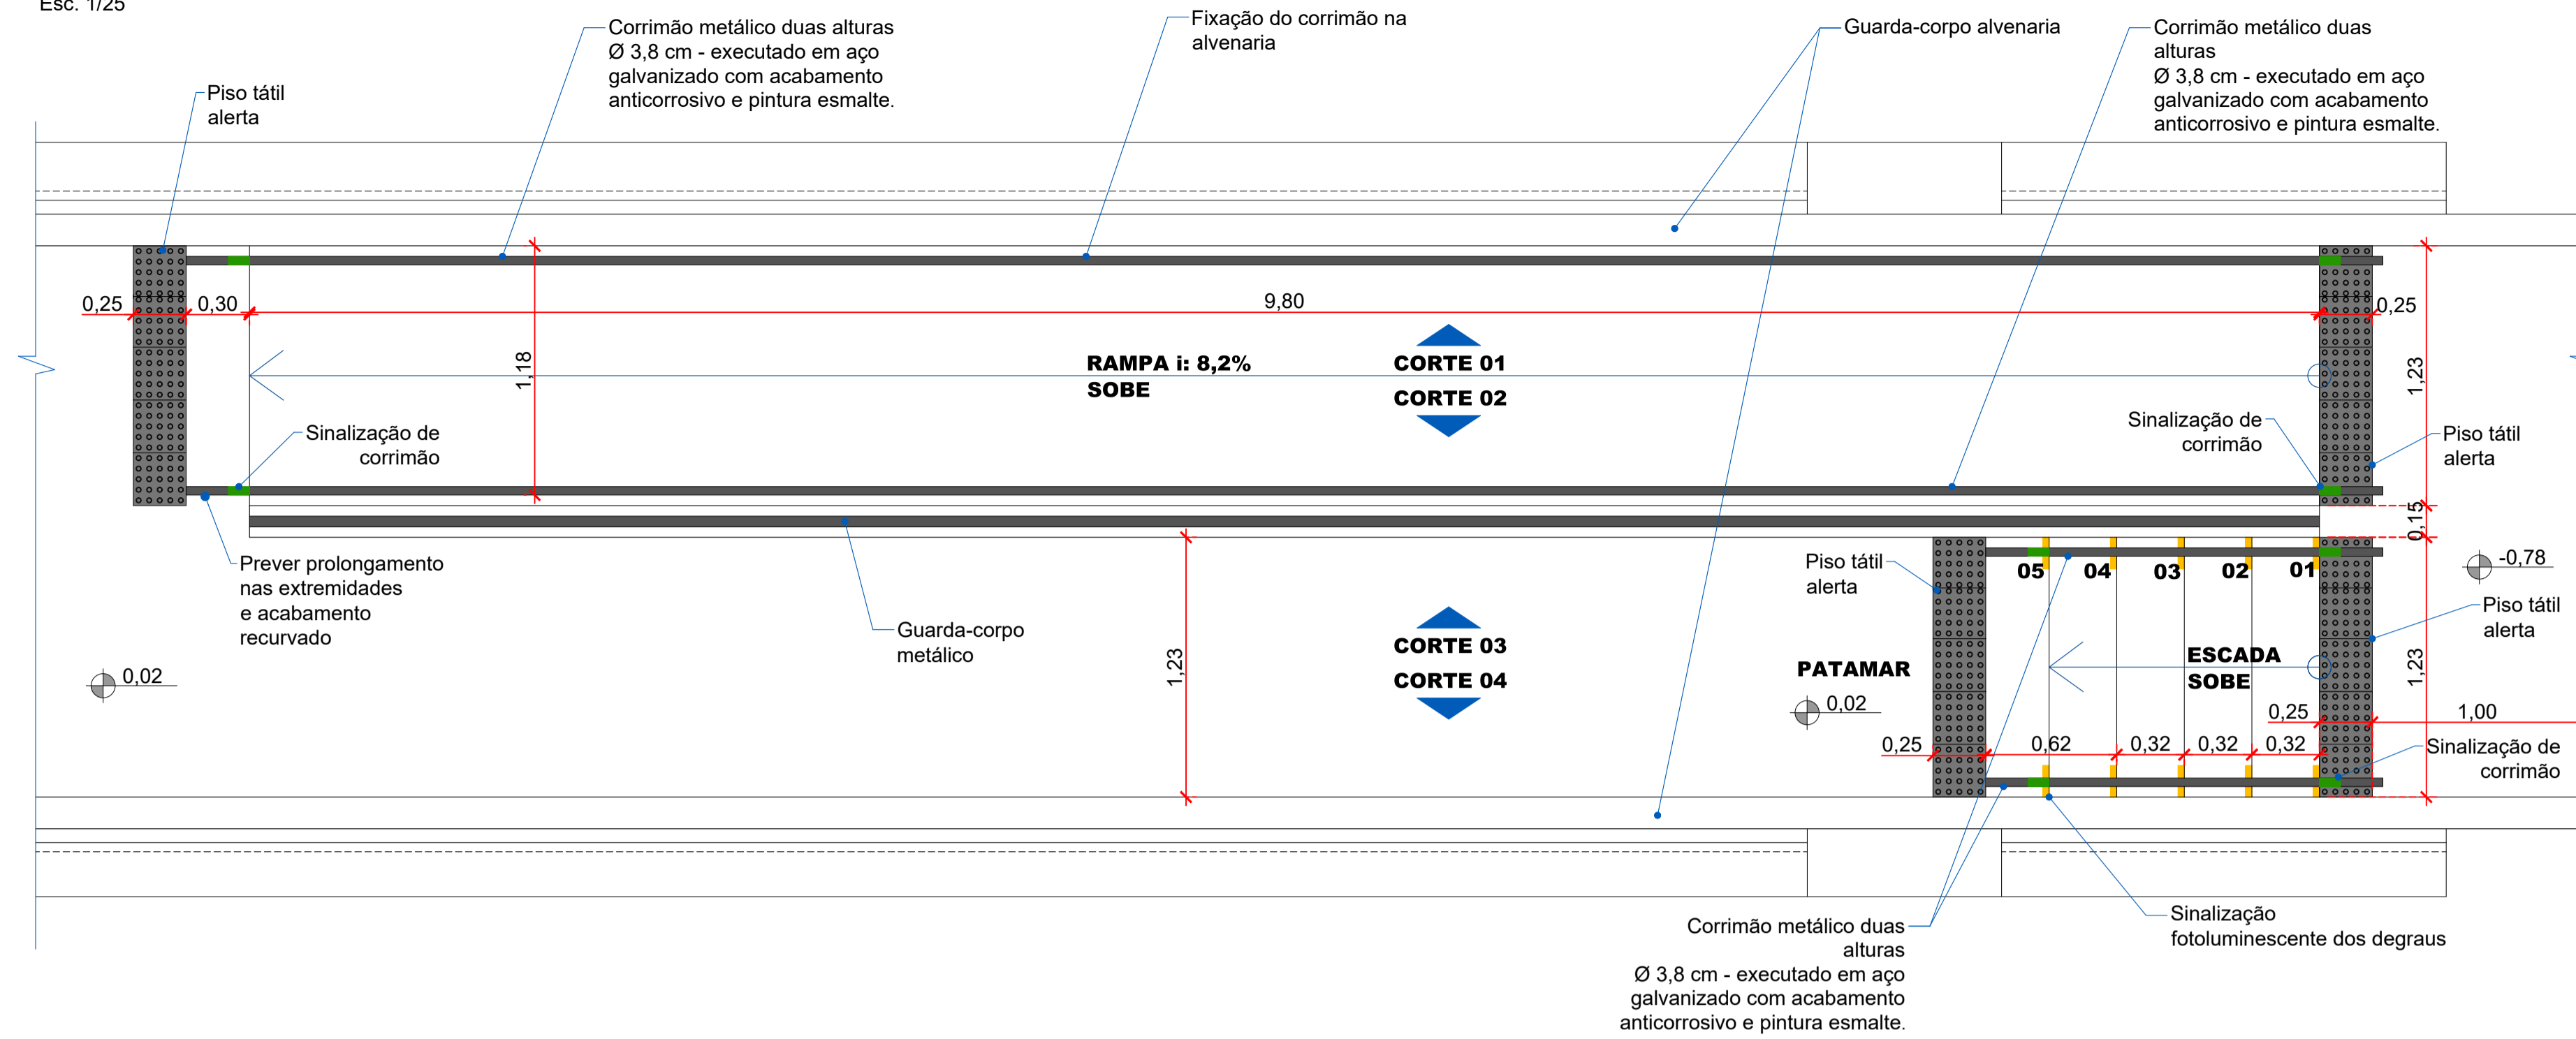 Esc. 1/25
Corrimão metálico duas alturas
Ø 3,8 cm - executado em aço
galvanizado com acabamento
anticorrosivo e pintura esmalte.
Fixação do corrimão na
alvenaria
Guarda-corpo alvenaria
Corrimão metálico duas
alturas
Ø 3,8 cm - executado em aço
galvanizado com acabamento
anticorrosivo e pintura esmalte.
Piso tátil
alerta
0,25
0,30
9,80
0,25
1,18
RAMPA i: 8,2%
SOBE
CORTE 01
CORTE 02
1,23
Sinalização de
corrimão
Sinalização de
corrimão
Piso tátil
alerta
0,15
Prever prolongamento
nas extremidades
e acabamento
recurvado
Guarda-corpo
metálico
Piso tátil
alerta
05
04
03
02
01
-0,78
Piso tátil
alerta
0,02
1,23
CORTE 03
CORTE 04
PATAMAR
0,02
ESCADA
SOBE
1,23
0,25
1,00
0,25
0,62
0,32
0,32
0,32
Sinalização de
corrimão
Corrimão metálico duas
alturas
Ø 3,8 cm - executado em aço
galvanizado com acabamento
anticorrosivo e pintura esmalte.
Sinalização
fotoluminescente dos degraus